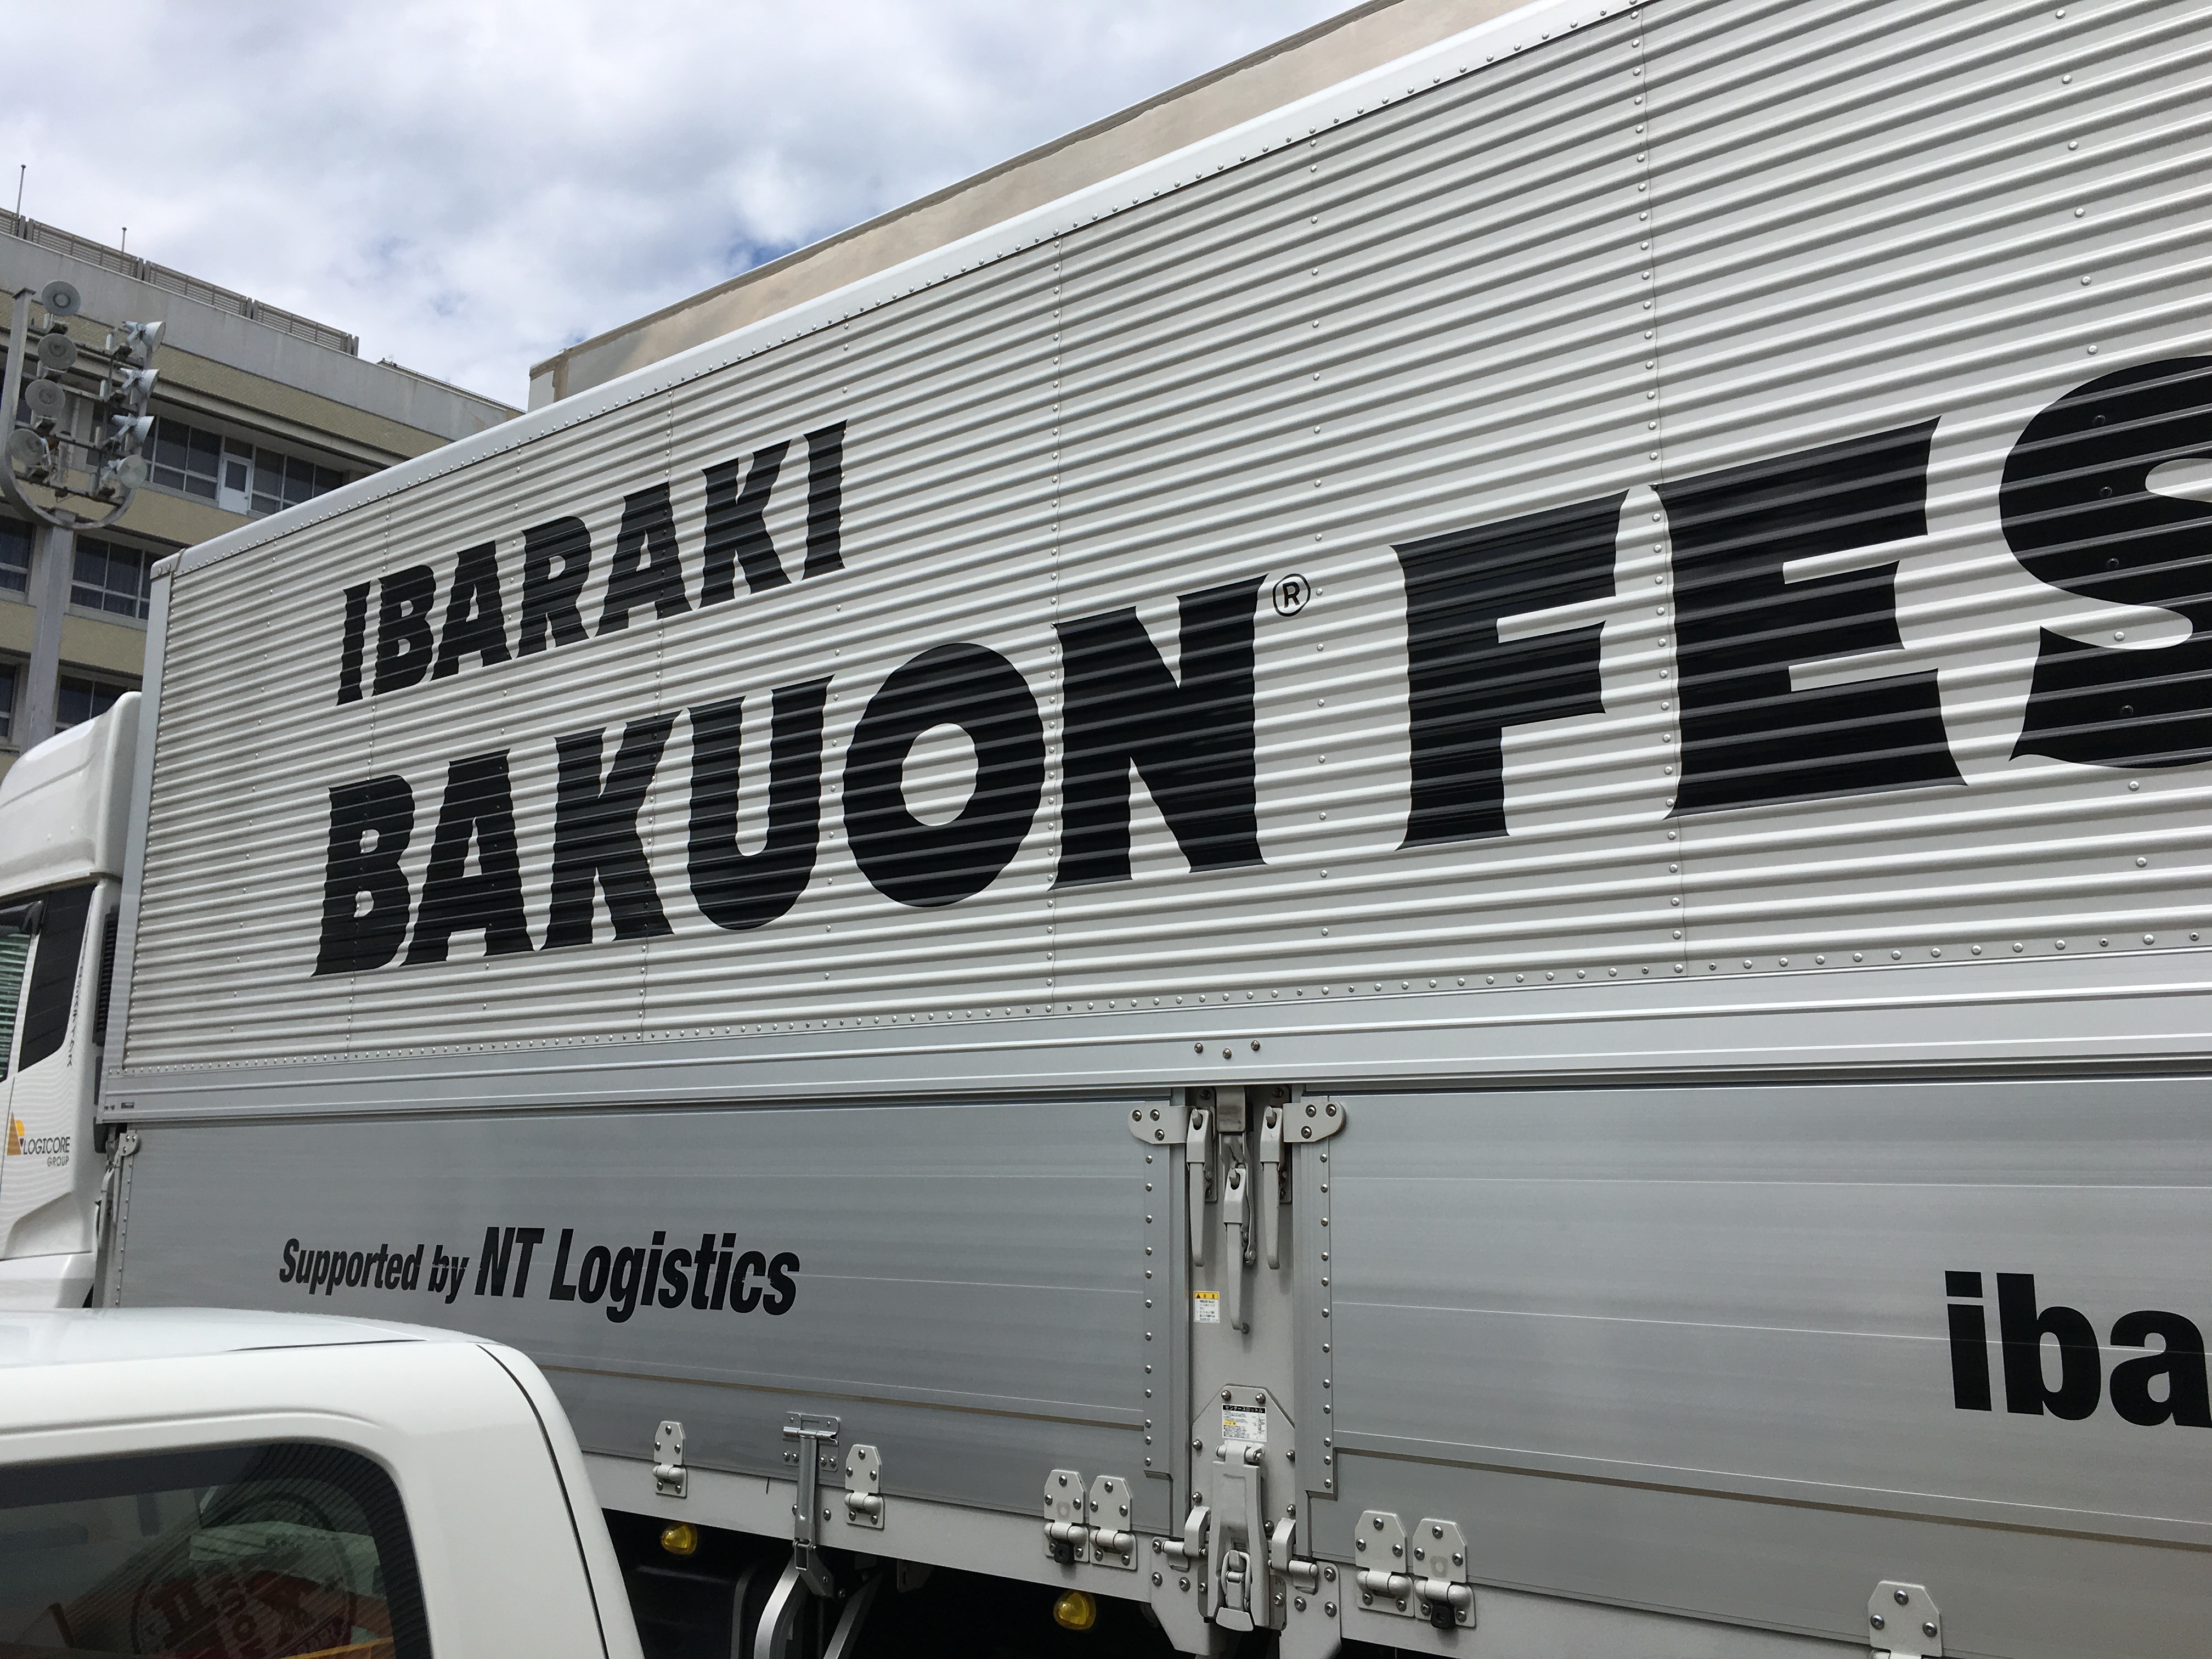 IBARAKI
BAKUON® FES
LOGICORE
GROUP
Supported by NT Logistics
iba